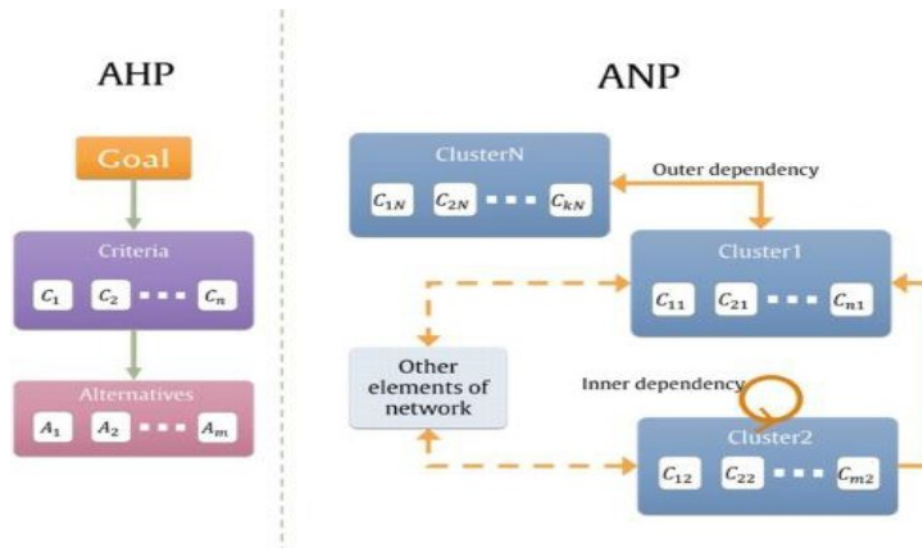 AHP
Goal
Criteria
C₁ C₂ ▪▪▪▪ Cₙ
Alternatives
A₁ A₂ ▪▪▪▪ Aₘ
ANP
ClusterN
C₁N C₂N ▪▪▪▪ CₖN
Outer dependency
Cluster1
C₁₁ C₂₁ ▪▪▪▪ Cₙ₁
Other
elements of
network
Inner dependency
Cluster2
C₁₂ C₂₂ ▪▪▪▪ Cₘ₂